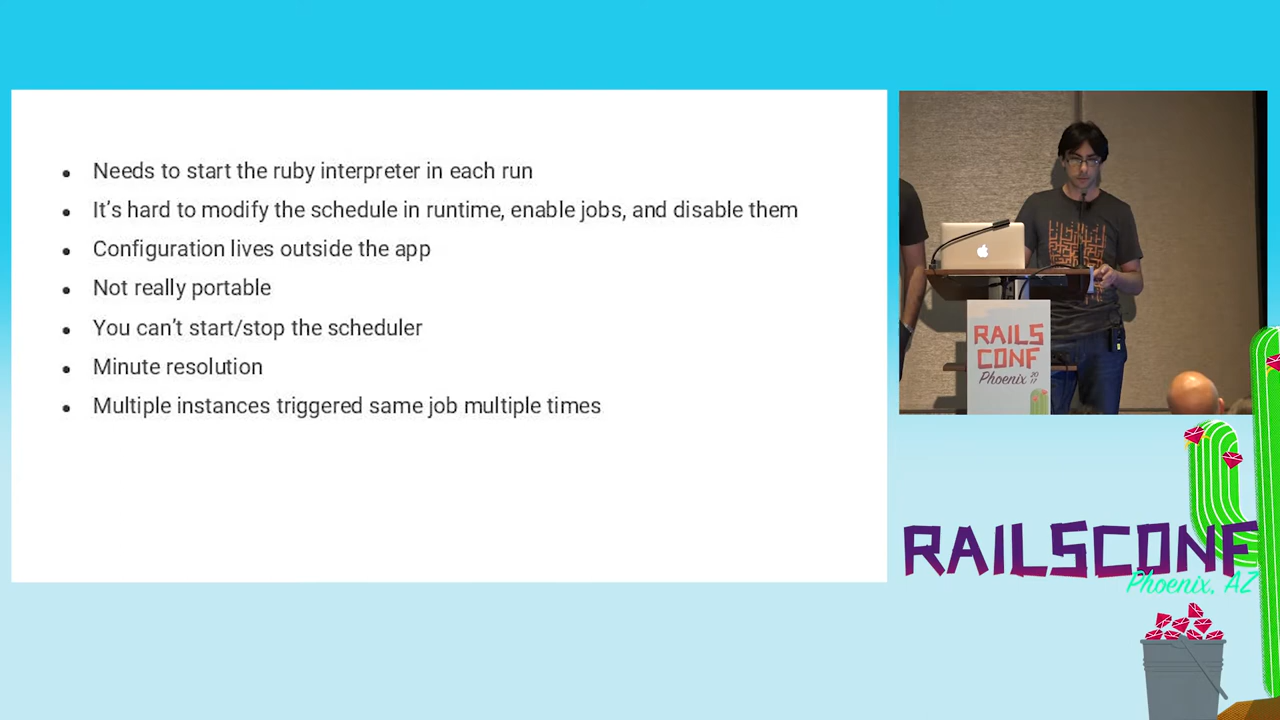 Needs to start the ruby interpreter in each run
It's hard to modify the schedule in runtime, enable jobs, and disable them
Configuration lives outside the app
Not really portable
You can't start/stop the scheduler
Minute resolution
Multiple instances triggered same job multiple times
RAILS
CONF
Phoenix 2017
RAILSCONF
Phoenix, AZ